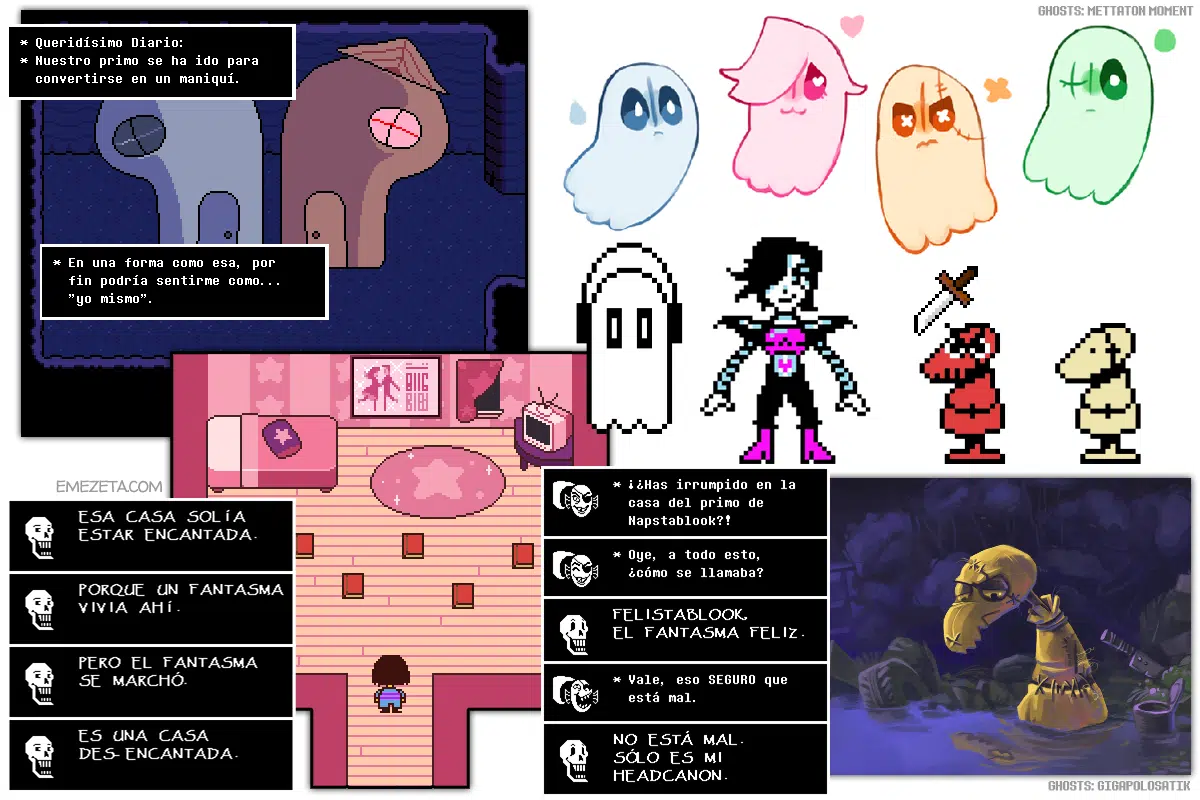 GHOSTS: METTATON MOMENT
* Queridísimo Diario:
* Nuestro primo se ha ido para
convertirse en un maniquí.
* En una forma como esa, por
fin podría sentirme como...
"yo mismo".
EMEZETA.COM
ESA CASA SOLÍA
ESTAR ENCANTADA.
PORQUE UN FANTASMA
VIVIA AHÍ.
PERO EL FANTASMA
SE MARCHÓ.
ES UNA CASA
DES-ENCANTADA.
* ¡¿Has irrumpido en la
casa del primo de
Napstablook?!
* Oye, a todo esto,
¿cómo se llamaba?
FELISTABLOOK,
EL FANTASMA FELIZ.
* Vale, eso SEGURO que
está mal.
NO ESTÁ MAL.
SÓLO ES MI
HEADCANON.
GHOSTS: GIGAPOLOSATIK